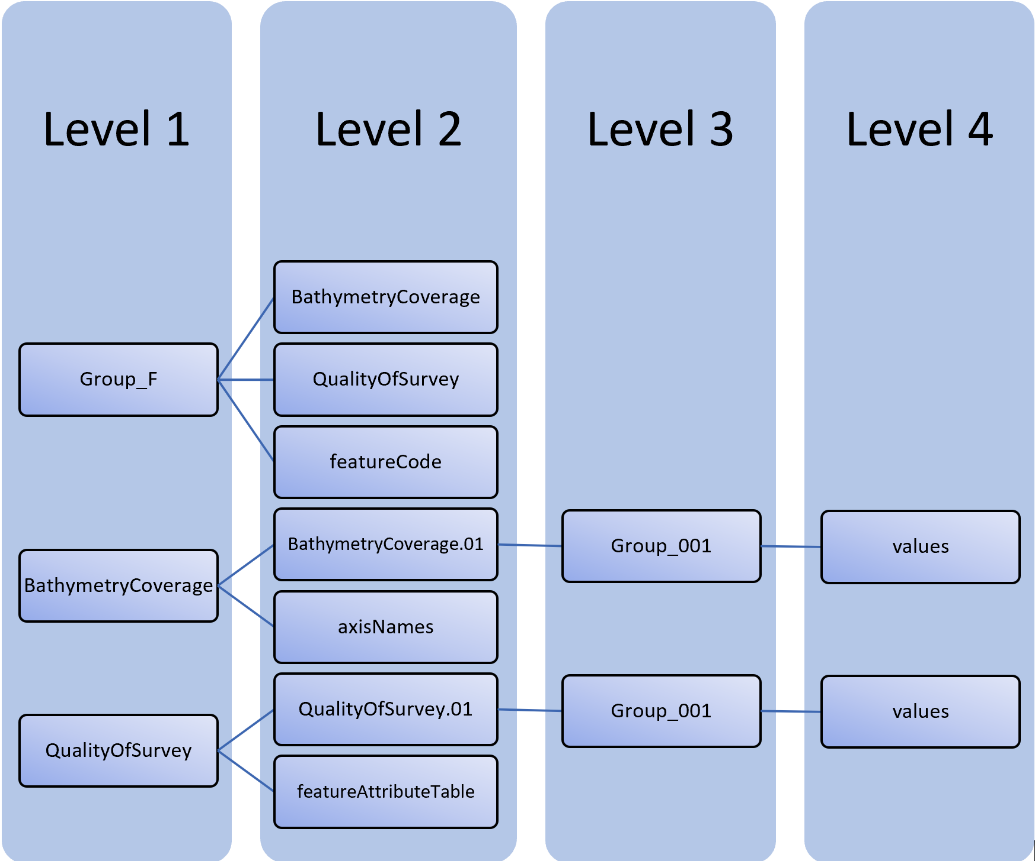 Level 1
Level 2
Level 3
Level 4
Group_F
BathymetryCoverage
QualityOfSurvey
featureCode
BathymetryCoverage
BathymetryCoverage.01
axisNames
Group_001
values
QualityOfSurvey
QualityOfSurvey.01
featureAttributeTable
Group_001
values